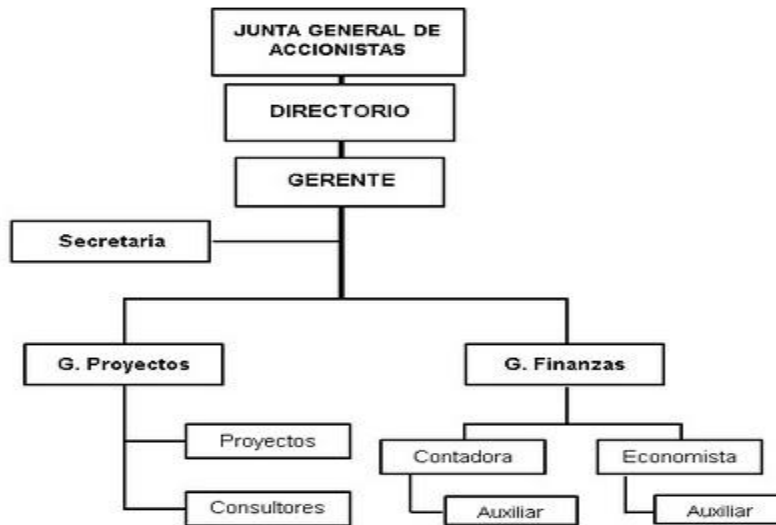 JUNTA GENERAL DE
ACCIONISTAS
DIRECTORIO
GERENTE
Secretaria
G. Proyectos
G. Finanzas
Proyectos
Contadora
Economista
Consultores
Auxiliar
Auxiliar